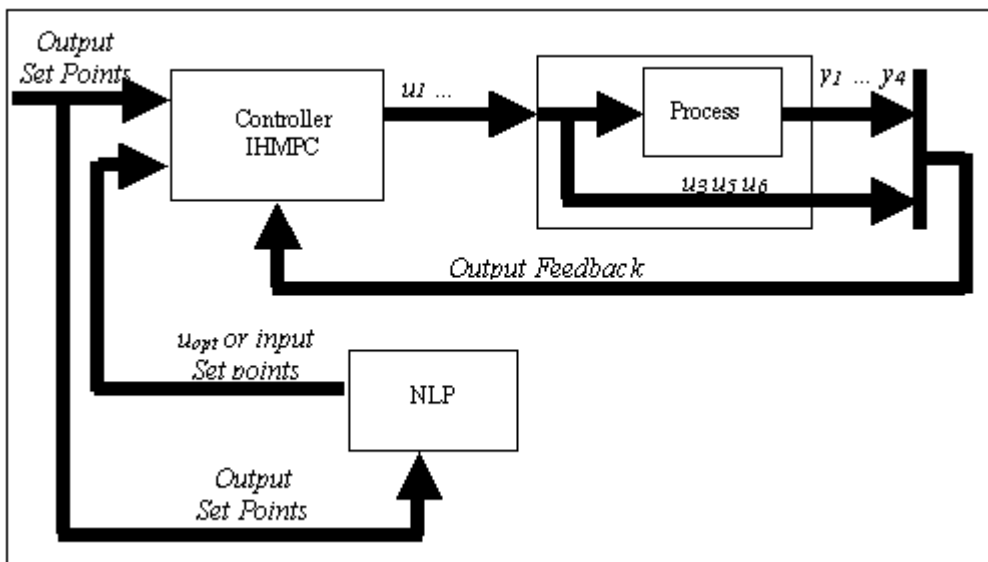 Output
Set Points
Controller
IHMPC
u1 ...
Process
y1 ... y4
u3 u5 u6
Output Feedback
uopt or input
Set points
NLP
Output
Set Points